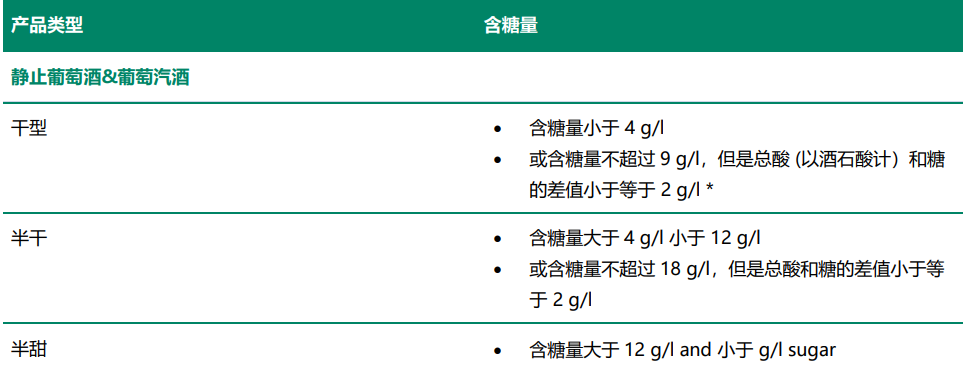 产品类型 含糖量
静止葡萄酒&葡萄汽酒
干型
• 含糖量小于 4 g/l
• 或含糖量不超过 9 g/l，但是总酸 (以酒石酸计）和糖
的差值小于等于 2 g/l *
半干
• 含糖量大于 4 g/l 小于 12 g/l
• 或含糖量不超过 18 g/l，但是总酸和糖的差值小于等
于 2 g/l
半甜
• 含糖量大于 12 g/l and 小于 g/l sugar